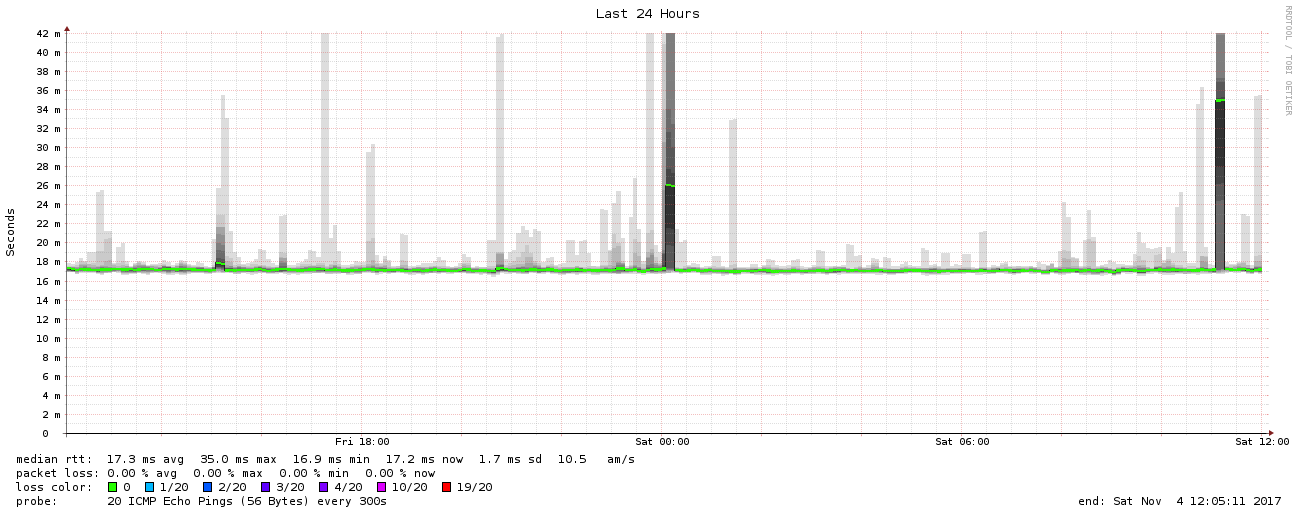 Last 24 Hours
RRDTOOL / TOBI OETIKER
Seconds
42 m
40 m
38 m
36 m
34 m
32 m
30 m
28 m
26 m
24 m
22 m
20 m
18 m
16 m
14 m
12 m
10 m
8 m
6 m
4 m
2 m
0
Fri 18:00 Sat 00:00 Sat 06:00 Sat 12:00
median rtt: 17.3 ms avg 35.0 ms max 16.9 ms min 17.2 ms now 1.7 ms sd 10.5 am/s
packet loss: 0.00 % avg 0.00 % max 0.00 % min 0.00 % now
loss color: 0 1/20 2/20 3/20 4/20 10/20 19/20
probe: 20 ICMP Echo Pings (56 Bytes) every 300s end: Sat Nov 4 12:05:11 2017